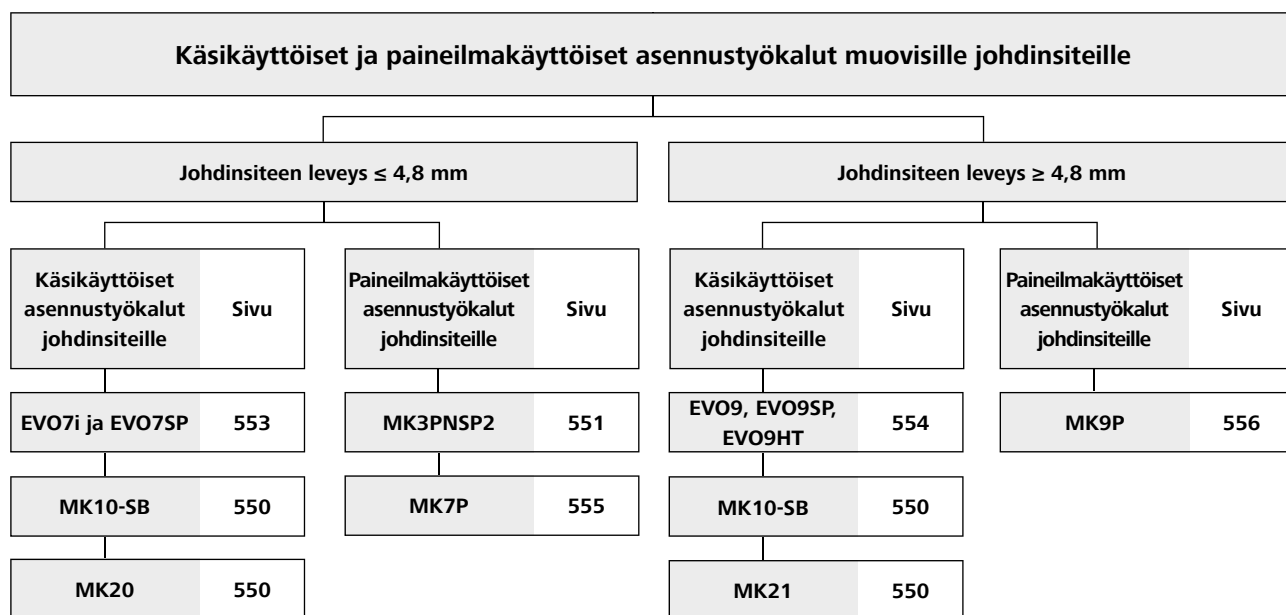 Käsikäyttöiset ja paineilmakäyttöiset asennustyökalut muovisille johdinsiteille
Johdinsiteen leveys ≤ 4,8 mm
Johdinsiteen leveys ≥ 4,8 mm
Käsikäyttöiset
asennustyökalut
johdinsiteille
Sivu
Paineilmakäyttöiset
asennustyökalut
johdinsiteille
Sivu
Käsikäyttöiset
asennustyökalut
johdinsiteille
Sivu
Paineilmakäyttöiset
asennustyökalut
johdinsiteille
Sivu
EVO7i ja EVO7SP
553
MK3PNSP2
551
EVO9, EVO9SP,
EVO9HT
554
MK9P
556
MK10-SB
550
MK7P
555
MK10-SB
550
MK20
550
MK21
550